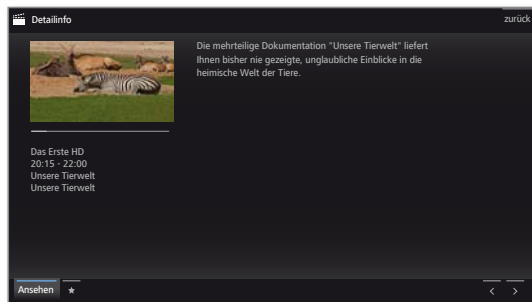 Detailinfo
zurück
Die mehrteilige Dokumentation "Unsere Tierwelt" liefert
Ihnen bisher nie gezeigte, unglaubliche Einblicke in die
heimische Welt der Tiere.
Das Erste HD
20:15 - 22:00
Unsere Tierwelt
Unsere Tierwelt
Ansehen